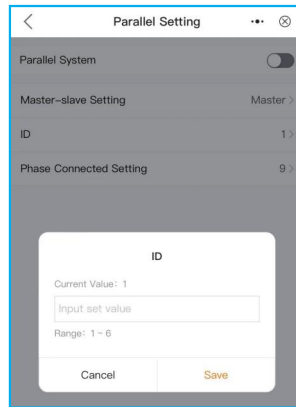 Parallel Setting
Parallel System
Master-slave Setting Master
ID 1
Phase Connected Setting 9
ID
Current Value: 1
Input set value
Range: 1 ~ 6
Cancel Save